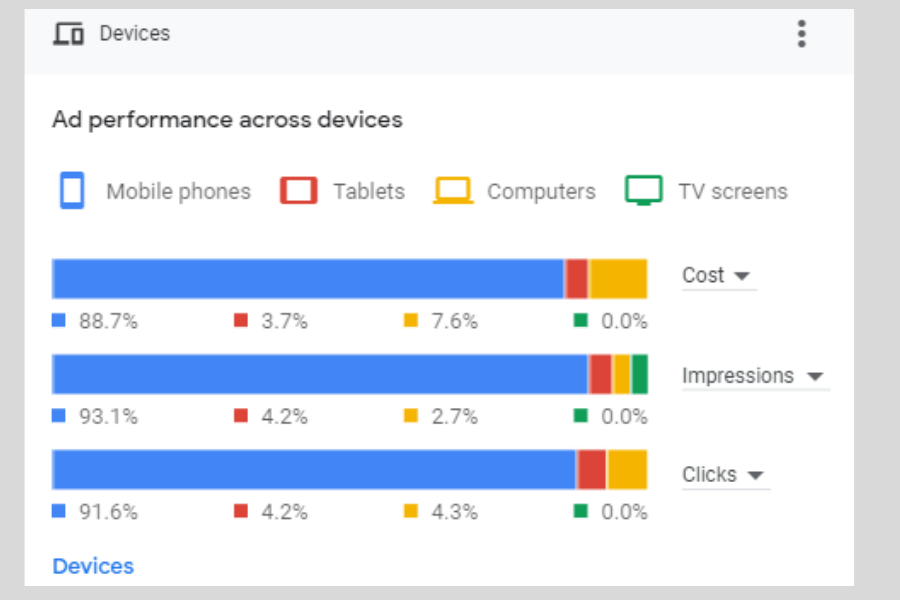 Devices
Ad performance across devices
Mobile phones Tablets Computers TV screens
Cost
88.7% 3.7% 7.6% 0.0%
Impressions
93.1% 4.2% 2.7% 0.0%
Clicks
91.6% 4.2% 4.3% 0.0%
Devices